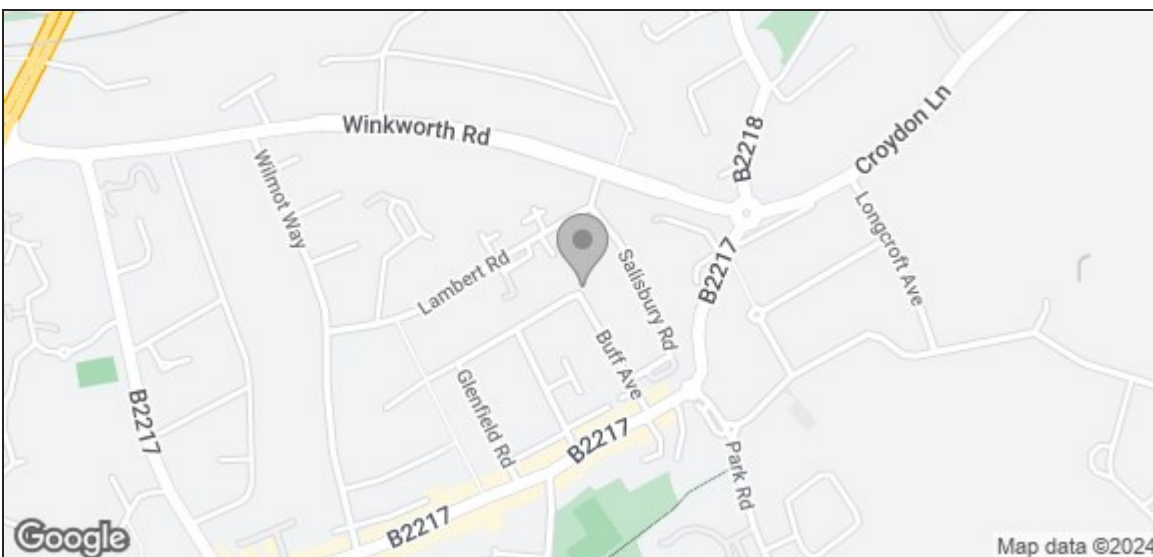 Winkworth Rd
B2218
Croydon Ln
Wilmot Way
Longcroft Ave
Lambert Rd
Salisbury Rd
B2217
Buff Ave
Glenfield Rd
B2217
B2217
Park Rd
B2217
Google
Map data ©2024